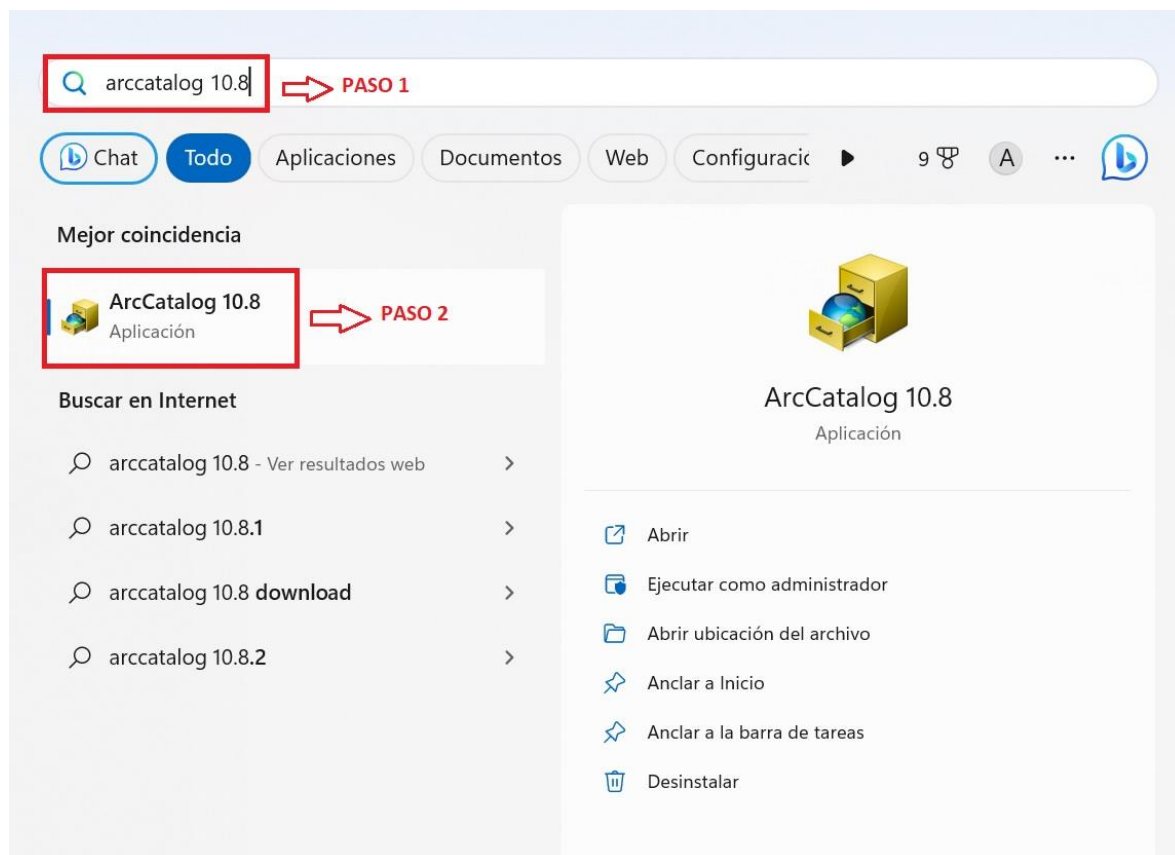 arccatalog 10.8
PASO 1
Chat
Todo
Aplicaciones
Documentos
Web
9
A
...
Mejor coincidencia
ArcCatalog 10.8
Aplicación
PASO 2
Buscar en Internet
arccatalog 10.8 - Ver resultados web
arccatalog 10.8.1
arccatalog 10.8 download
arccatalog 10.8.2
ArcCatalog 10.8
Aplicación
Abrir
Ejecutar como administrador
Abrir ubicación del archivo
Anclar a Inicio
Anclar a la barra de tareas
Desinstalar